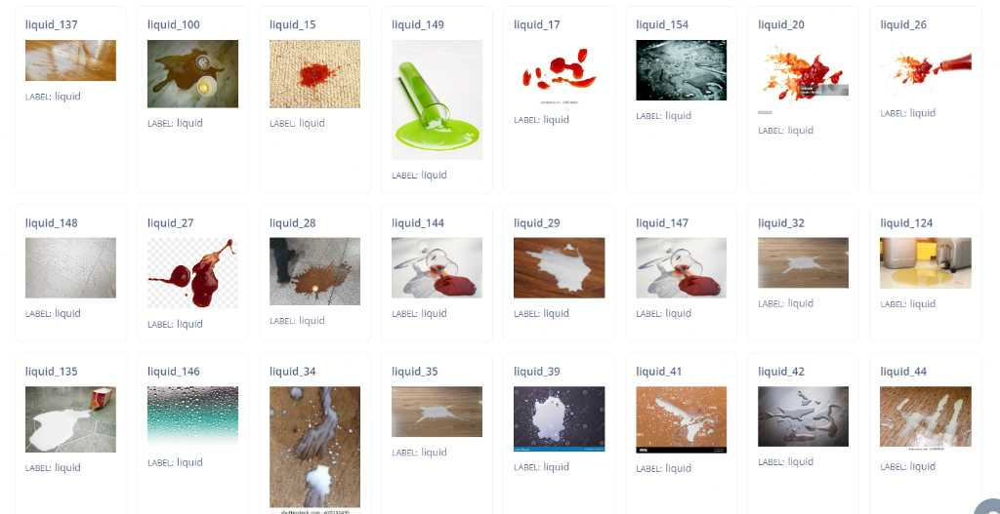 liquid_137
liquid_100
liquid_15
liquid_149
liquid_17
liquid_154
liquid_20
liquid_26
LABEL: liquid
LABEL: liquid
LABEL: liquid
LABEL: liquid
LABEL: liquid
LABEL: liquid
LABEL: liquid
LABEL: liquid
liquid_148
liquid_27
liquid_28
liquid_144
liquid_29
liquid_147
liquid_32
liquid_124
LABEL: liquid
LABEL: liquid
LABEL: liquid
LABEL: liquid
LABEL: liquid
LABEL: liquid
LABEL: liquid
LABEL: liquid
liquid_135
liquid_146
liquid_34
liquid_35
liquid_39
liquid_41
liquid_42
liquid_44
LABEL: liquid
LABEL: liquid
LABEL: liquid
LABEL: liquid
LABEL: liquid
LABEL: liquid
LABEL: liquid